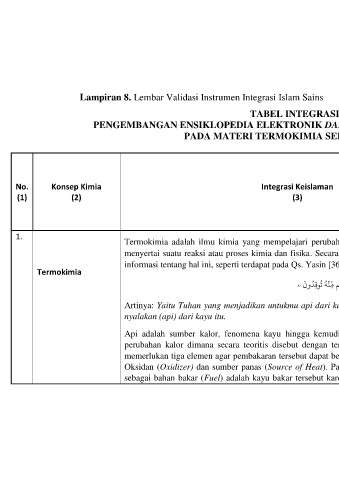 Lampiran 8. Lembar Validasi Instrumen Integrasi Islam Sains
TABEL INTEGRASI
PENGEMBANGAN ENSIKLOPEDIA ELEKTRONIK DA
PADA MATERI TERMOKIMIA SE
No.
(1)
Konsep Kimia
(2)
Integrasi Keislaman
(3)
1.
Termokimia
Termokimia adalah ilmu kimia yang mempelajari perubah
menyertai suatu reaksi atau proses kimia dan fisika. Secara
informasi tentang hal ini, seperti terdapat pada Qs. Yasin [36
م مِّنْهُ تُوقِدُونَ
Artinya: Yaitu Tuhan yang menjadikan untukmu api dari ka
nyalakan (api) dari kayu itu.
Api adalah sumber kalor, fenomena kayu hingga kemudi
perubahan kalor dimana secara teoritis disebut dengan te
memerlukan tiga elemen agar pembakaran tersebut dapat be
Oksidan (Oxidizer) dan sumber panas (Source of Heat). Pa
sebagai bahan bakar (Fuel) adalah kayu bakar tersebut kar